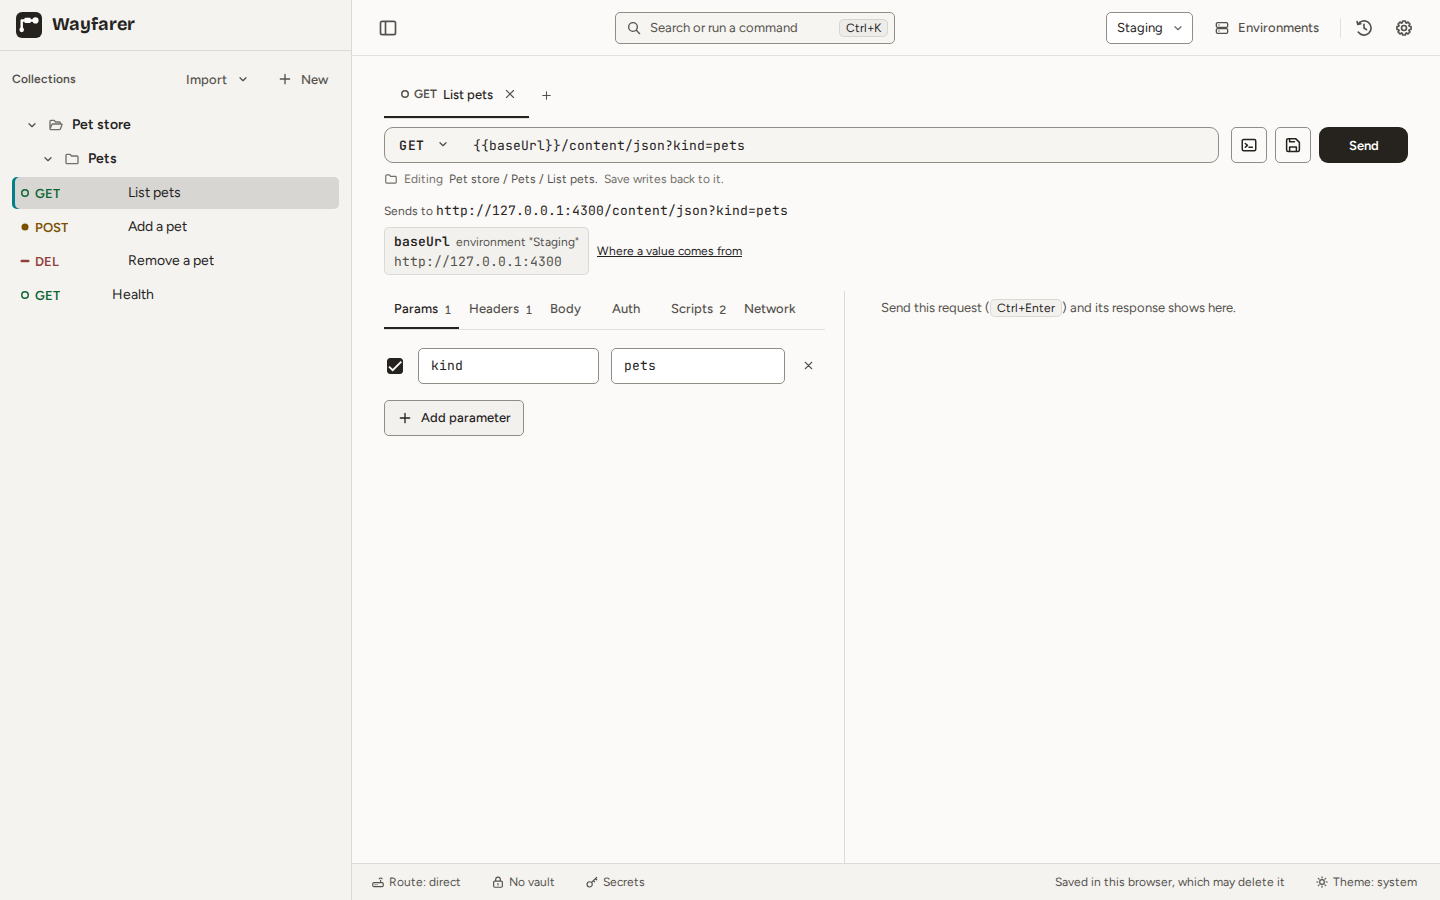 Wayfarer
Search or run a command Ctrl+K
Staging
Environments
Collections
Import
New
Pet store
Pets
GET List pets
POST Add a pet
DEL Remove a pet
GET Health
GET List pets
GET {{baseUrl}}/content/json?kind=pets
Send
Editing Pet store / Pets / List pets. Save writes back to it.
Sends to http://127.0.0.1:4300/content/json?kind=pets
baseUrl environment "Staging"
http://127.0.0.1:4300
Where a value comes from
Params 1 Headers 1 Body Auth Scripts 2 Network
kind pets
Add parameter
Send this request (Ctrl+Enter) and its response shows here.
Route: direct
No vault
Secrets
Saved in this browser, which may delete it
Theme: system